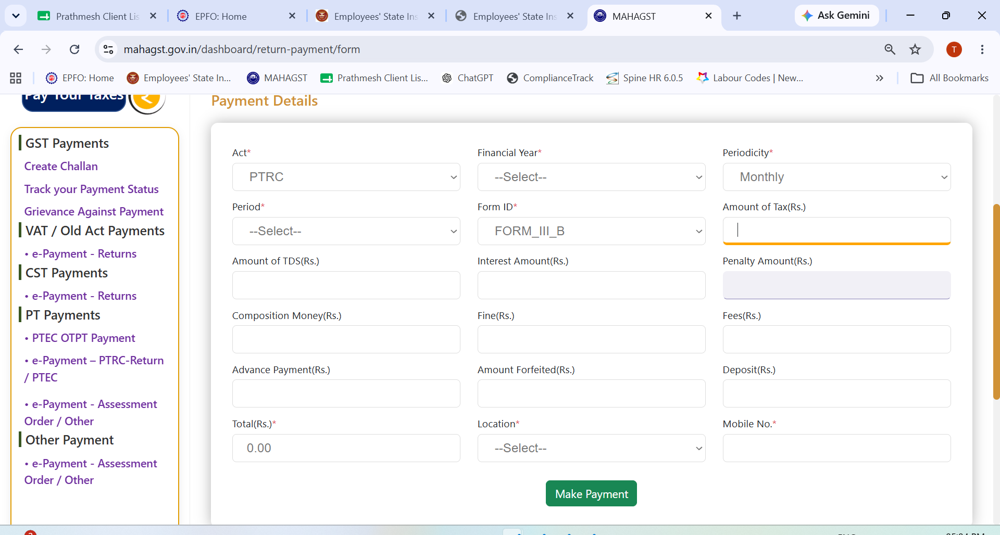 Prathmesh Client Lis
EPFO: Home
Employees' State Ins
Employees' State Ins
MAHAGST
Ask Gemini
mahagst.gov.in/dashboard/return-payment/form
T
EPFO: Home
Employees' State In...
MAHAGST
Prathmesh Client Lis...
ChatGPT
ComplianceTrack
Spine HR 6.0.5
Labour Codes | New...
All Bookmarks
Pay Your Taxes
GST Payments
Create Challan
Track your Payment Status
Grievance Against Payment
VAT / Old Act Payments
• e-Payment - Returns
CST Payments
• e-Payment - Returns
PT Payments
• PTEC OTPT Payment
• e-Payment – PTRC-Return
/ PTEC
• e-Payment - Assessment
Order / Other
Other Payment
• e-Payment - Assessment
Order / Other
Payment Details
Act* Financial Year* Periodicity*
PTRC --Select-- Monthly
Period* Form ID* Amount of Tax(Rs.)
--Select-- FORM_III_B
Amount of TDS(Rs.) Interest Amount(Rs.) Penalty Amount(Rs.)
Composition Money(Rs.) Fine(Rs.) Fees(Rs.)
Advance Payment(Rs.) Amount Forfeited(Rs.) Deposit(Rs.)
Total(Rs.)* Location* Mobile No.*
0.00 --Select--
Make Payment